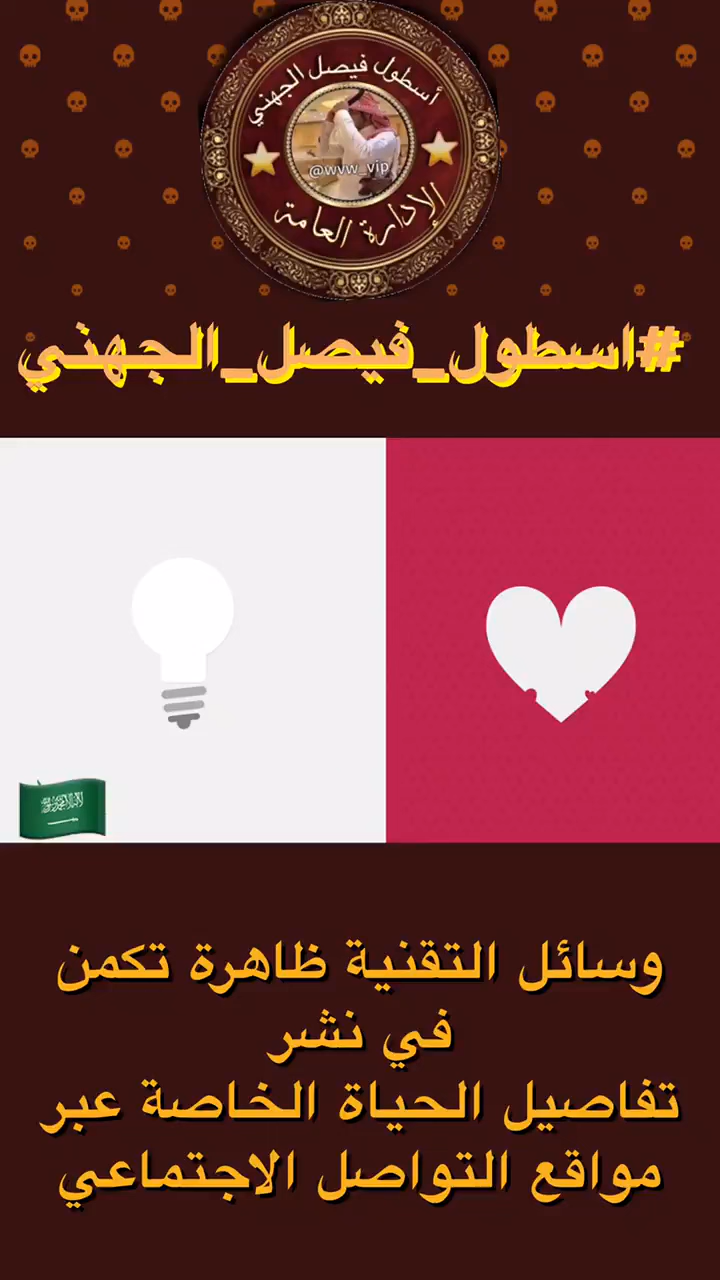 أسطول فيصل الجهني
@wvw_vip
الإدارة العامة
#اسطول_فيصل_الجهني
وسائل التقنية ظاهرة تكمن
في نشر
تفاصيل الحياة الخاصة عبر
مواقع التواصل الاجتماعي